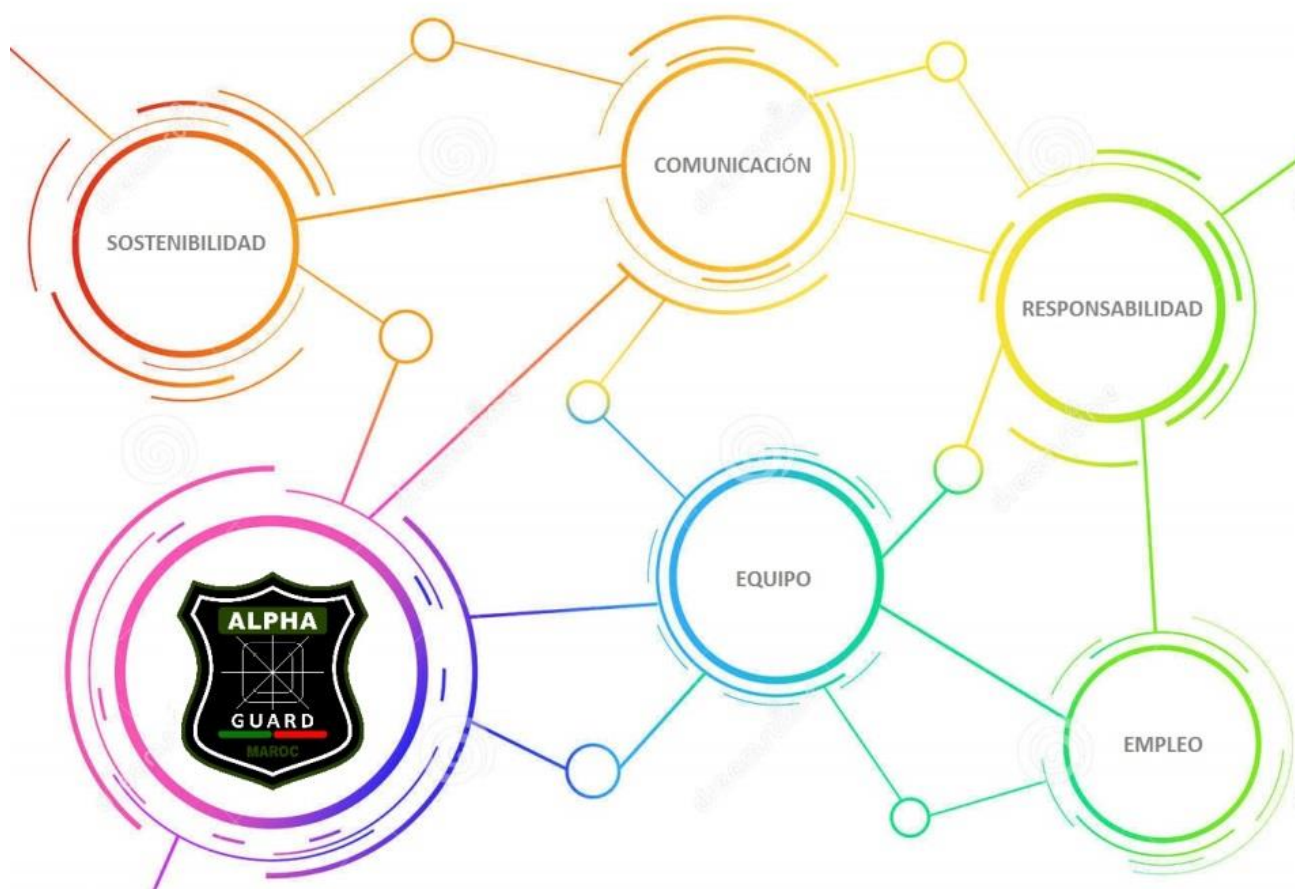 COMUNICACIÓN
SOSTENIBILIDAD
RESPONSABILIDAD
EQUIPO
ALPHA
GUARD
MAROC
EMPLEO